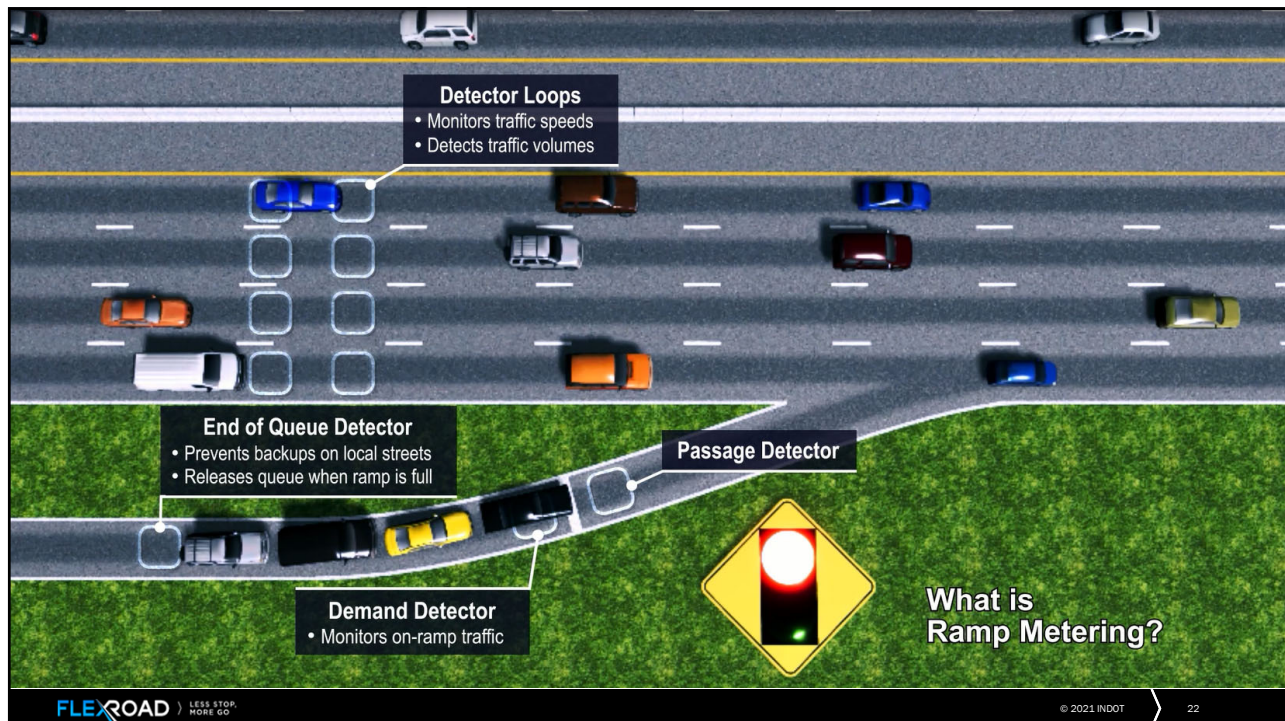 Detector Loops
• Monitors traffic speeds
• Detects traffic volumes
End of Queue Detector
• Prevents backups on local streets
• Releases queue when ramp is full
Passage Detector
Demand Detector
• Monitors on-ramp traffic
What is
Ramp Metering?
FLEXROAD
LESS STOP,
MORE GO
© 2021 INDOT
22